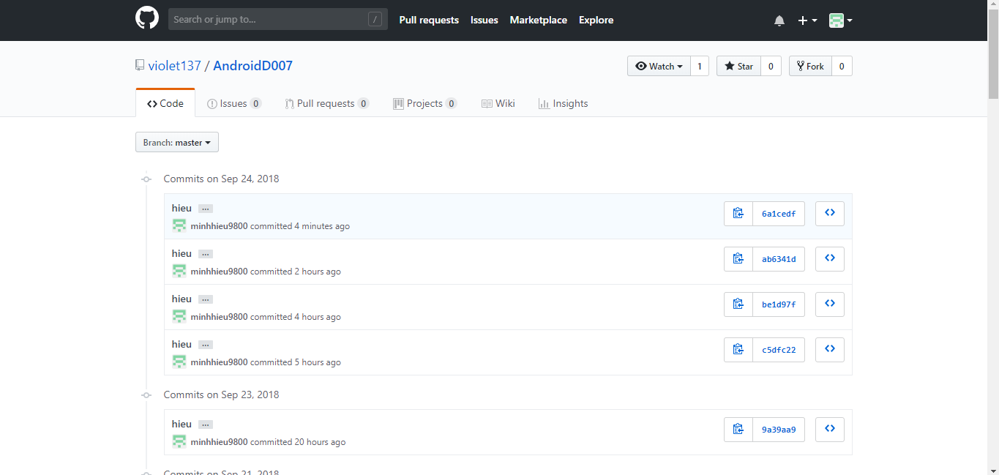 Search or jump to... /
Pull requests Issues Marketplace Explore
violet137 / AndroidD007
Watch 1 Star 0 Fork 0
Code Issues 0 Pull requests 0 Projects 0 Wiki Insights
Branch: master
Commits on Sep 24, 2018
hieu ...
6a1cedf
minhhieu9800 committed 4 minutes ago
hieu ...
ab6341d
minhhieu9800 committed 2 hours ago
hieu ...
be1d97f
minhhieu9800 committed 4 hours ago
hieu ...
c5dfc22
minhhieu9800 committed 5 hours ago
Commits on Sep 23, 2018
hieu ...
9a39aa9
minhhieu9800 committed 20 hours ago
Commits on Sep 21, 2018